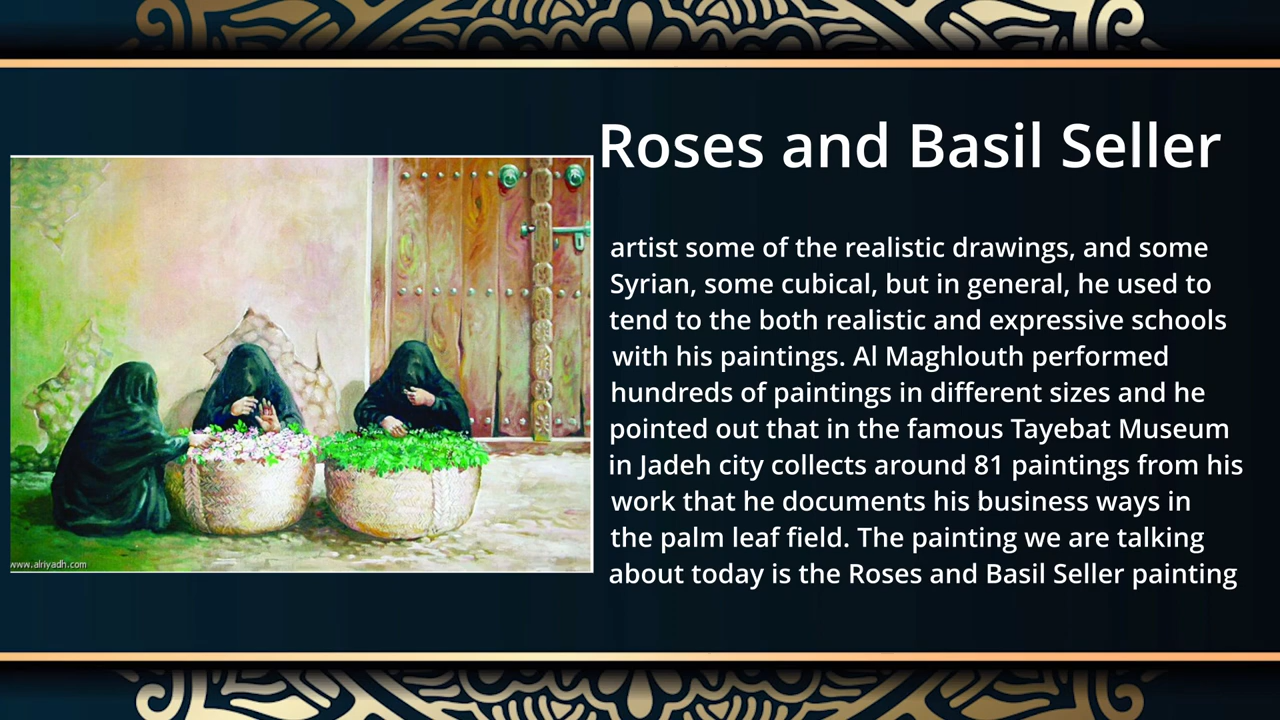 Roses and Basil Seller
artist some of the realistic drawings, and some
Syrian, some cubical, but in general, he used to
tend to the both realistic and expressive schools
with his paintings. Al Maghlouth performed
hundreds of paintings in different sizes and he
pointed out that in the famous Tayebat Museum
in Jadeh city collects around 81 paintings from his
work that he documents his business ways in
the palm leaf field. The painting we are talking
about today is the Roses and Basil Seller painting
www.alriyadh.com